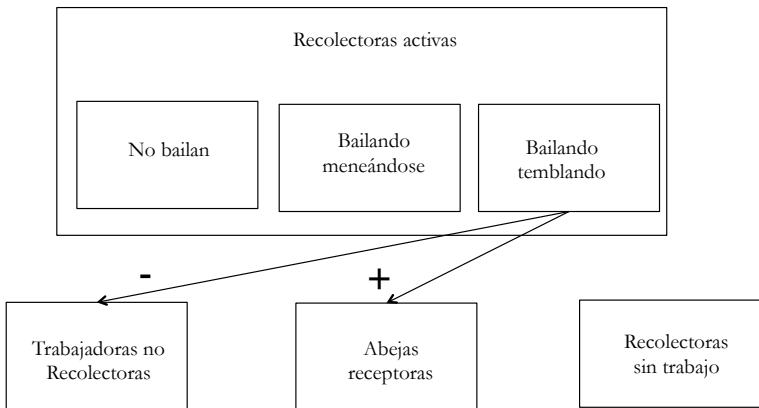 Recolectoras activas
No bailan
Bailando
meneándose
Bailando
temblando
-
+
Trabajadoras no
Recolectoras
Abejas
receptoras
Recolectoras
sin trabajo